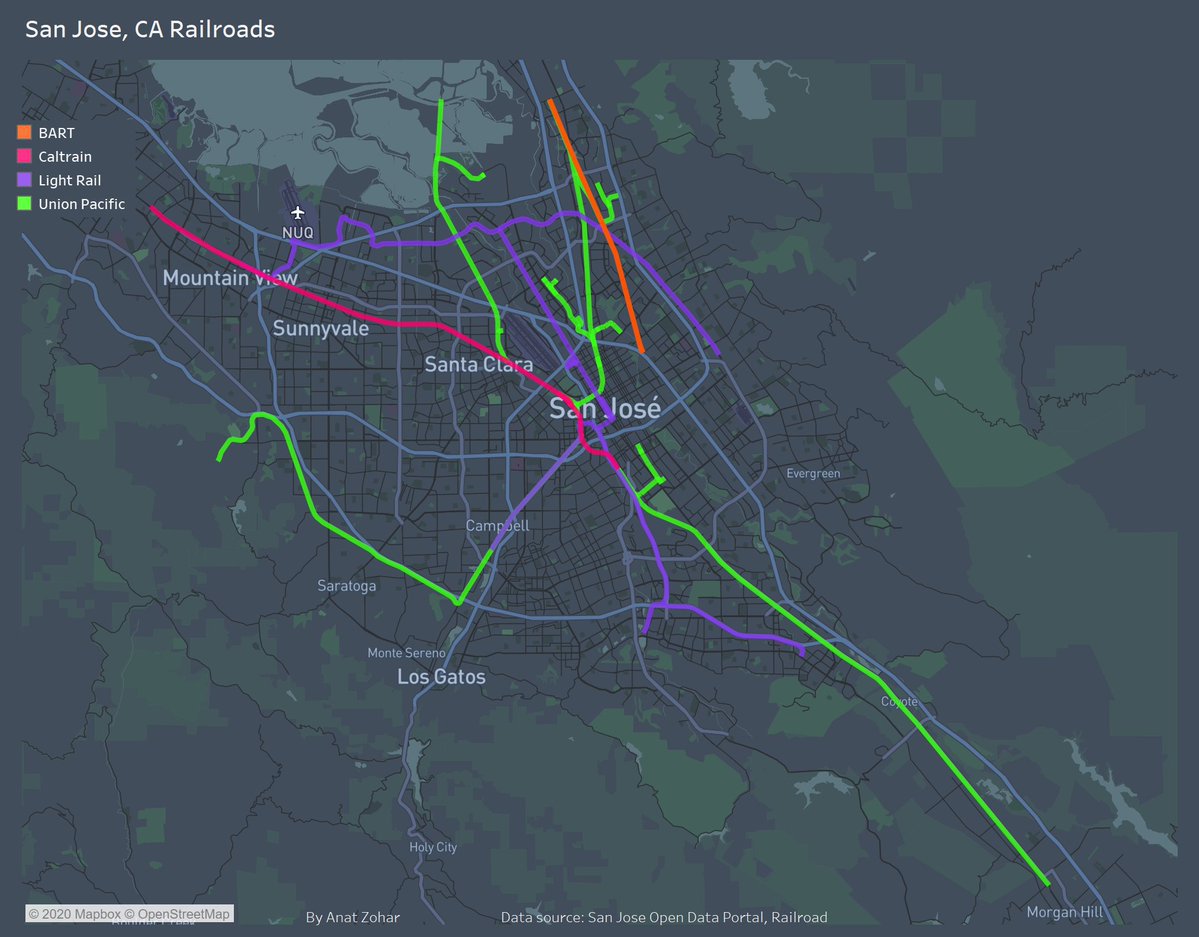 San Jose, CA Railroads
BART
Caltrain
Light Rail
Union Pacific
NUQ
Mountain View
Sunnyvale
Santa Clara
San José
Evergreen
Campbell
Saratoga
Monte Sereno
Los Gatos
Coyote
Holy City
Morgan Hill
© 2020 Mapbox © OpenStreetMap
By Anat Zohar
Data source: San Jose Open Data Portal, Railroad